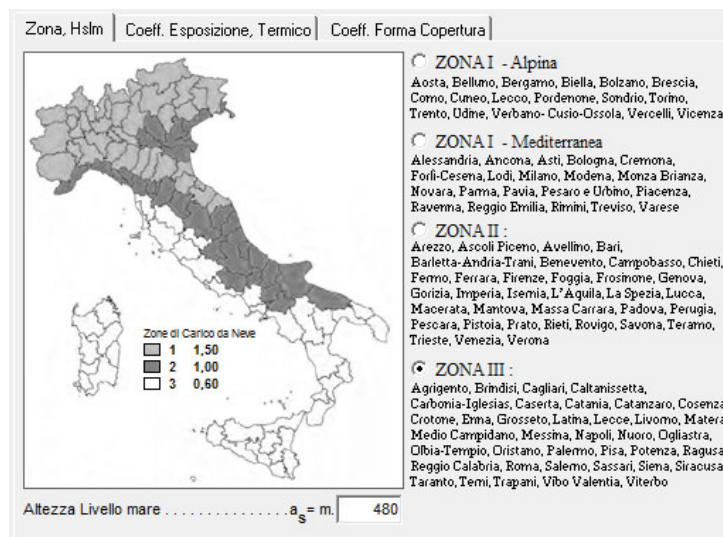 Zona, Hslm
Coeff. Esposizione, Termico
Coeff. Forma Copertura
ZONA I - Alpina
Aosta, Belluno, Bergamo, Biella, Bolzano, Brescia,
Como, Cuneo, Lecco, Pordenone, Sondrio, Torino,
Trento, Udine, Verbano- Cusio-Ossola, Vercelli, Vicenza
ZONA I - Mediterranea
Alessandria, Ancona, Asti, Bologna, Cremona,
Forlì-Cesena, Lodi, Milano, Modena, Monza Brianza,
Novara, Parma, Pavia, Pesaro e Urbino, Piacenza,
Ravenna, Reggio Emilia, Rimini, Treviso, Varese
ZONA II :
Arezzo, Ascoli Piceno, Avellino, Bari,
Barletta-Andria-Trani, Benevento, Campobasso, Chieti,
Fermo, Ferrara, Firenze, Foggia, Frosinone, Genova,
Gorizia, Imperia, Isernia, L'Aquila, La Spezia, Lucca,
Macerata, Mantova, Massa Carrara, Padova, Perugia,
Pescara, Pistoia, Prato, Rieti, Rovigo, Savona, Teramo,
Trieste, Venezia, Verona
ZONA III :
Agrigento, Brindisi, Cagliari, Caltanissetta,
Carbonia-Iglesias, Caserta, Catania, Catanzaro, Cosenza
Crotone, Enna, Grosseto, Latina, Lecce, Livorno, Matera
Medio Campidano, Messina, Napoli, Nuoro, Ogliastra,
Olbia-Tempio, Oristano, Palermo, Pisa, Potenza, Ragusa
Reggio Calabria, Roma, Salerno, Sassari, Siena, Siracusa
Taranto, Terni, Trapani, Vibo Valentia, Viterbo
Zone di Carico da Neve
1 1,50
2 1,00
3 0,60
Altezza Livello mare . . . . . . . . . . . . . . . as= m. 480